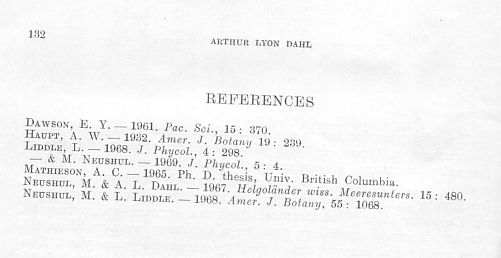 132
ARTHUR LYON DAHL
REFERENCES
DAWSON, E. Y. — 1961. Pac. Sci., 15 : 370.
HAUPT, A. W. — 1932. Amer. J. Botany 19 : 239.
LIDDLE, L. — 1968. J. Phycol., 4 : 298.
— & M. NEUSHUL. — 1969. J. Phycol., 5 : 4.
MATHIESON, A. C. — 1965. Ph. D. thesis, Univ. British Columbia.
NEUSHUL, M. & A. L. DAHL. — 1967. Helgoländer wiss. Meeresunters. 15 : 480.
NEUSHUL, M. & L. LIDDLE. — 1968. Amer. J. Botany, 55 : 1068.